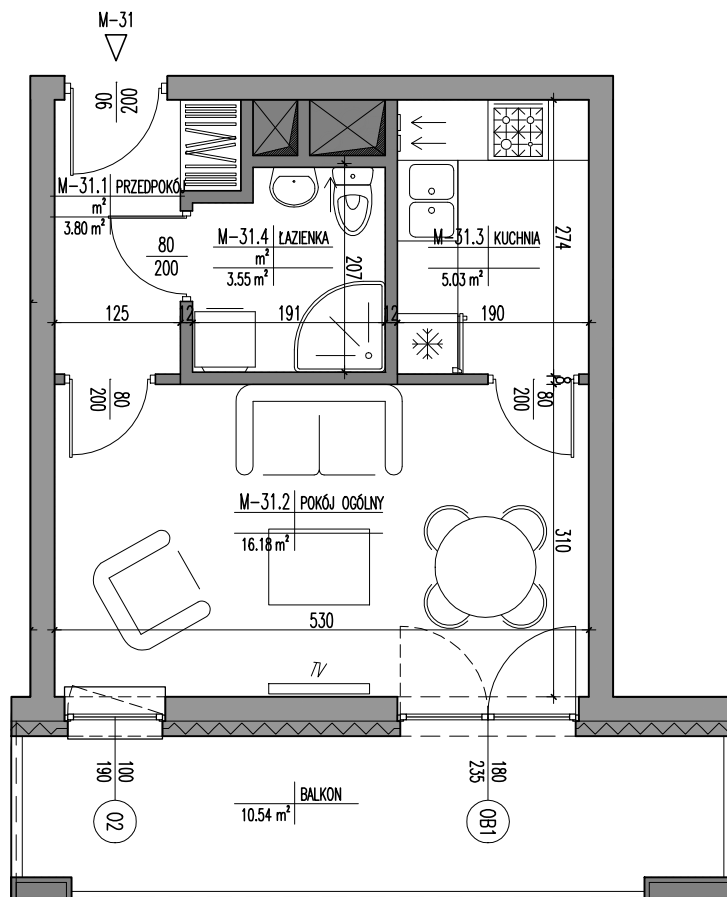 M-31
90
200
M-31.1 PRZEDPOKÓJ
m²
3.80 m²
80
200
M-31.4 ŁAZIENKA
m²
3.55 m²
207
M-31.3 KUCHNIA
5.03 m²
274
125
12
191
12
190
80
200
80
200
M-31.2 POKÓJ OGÓLNY
16.18 m²
310
530
TV
100
190
180
235
BALKON
10.54 m²
O2
OB1